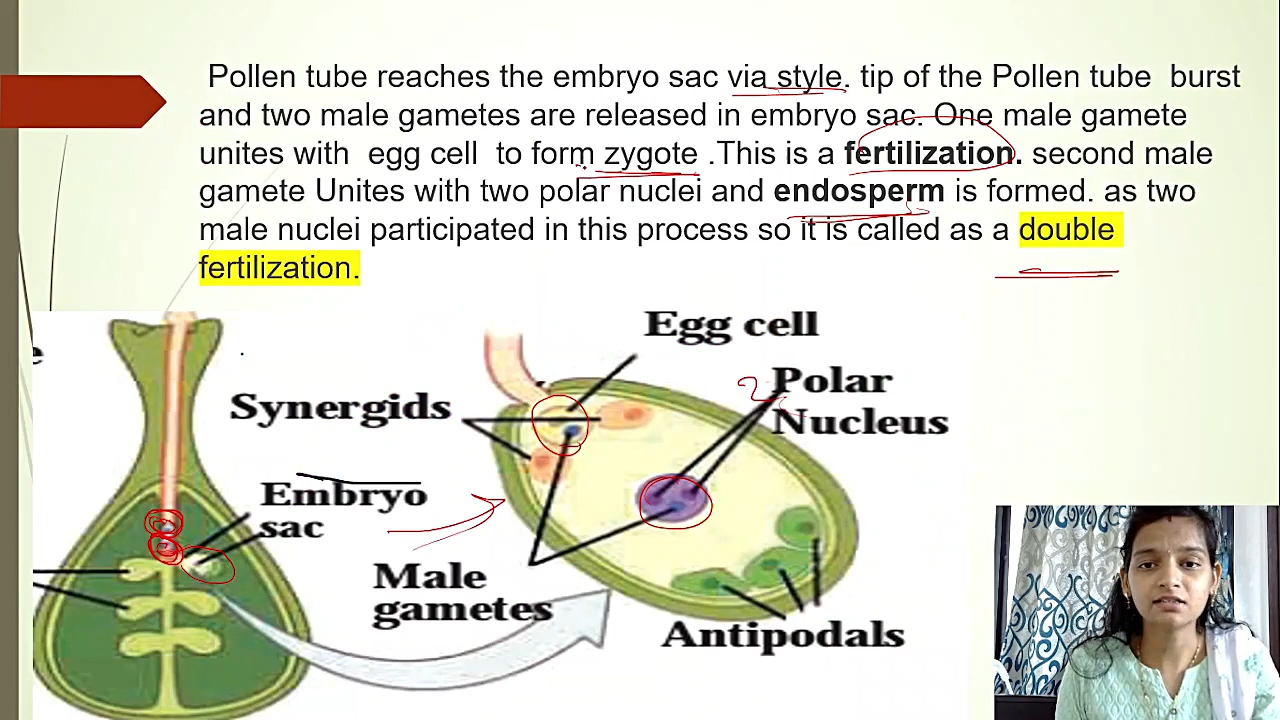 Pollen tube reaches the embryo sac via style. tip of the Pollen tube burst
and two male gametes are released in embryo sac. One male gamete
unites with egg cell to form zygote .This is a fertilization. second male
gamete Unites with two polar nuclei and endosperm is formed. as two
male nuclei participated in this process so it is called as a double
fertilization.
Egg cell
e
Polar
Nucleus
2
Synergids
Embryo
sac
Male
gametes
Antipodals